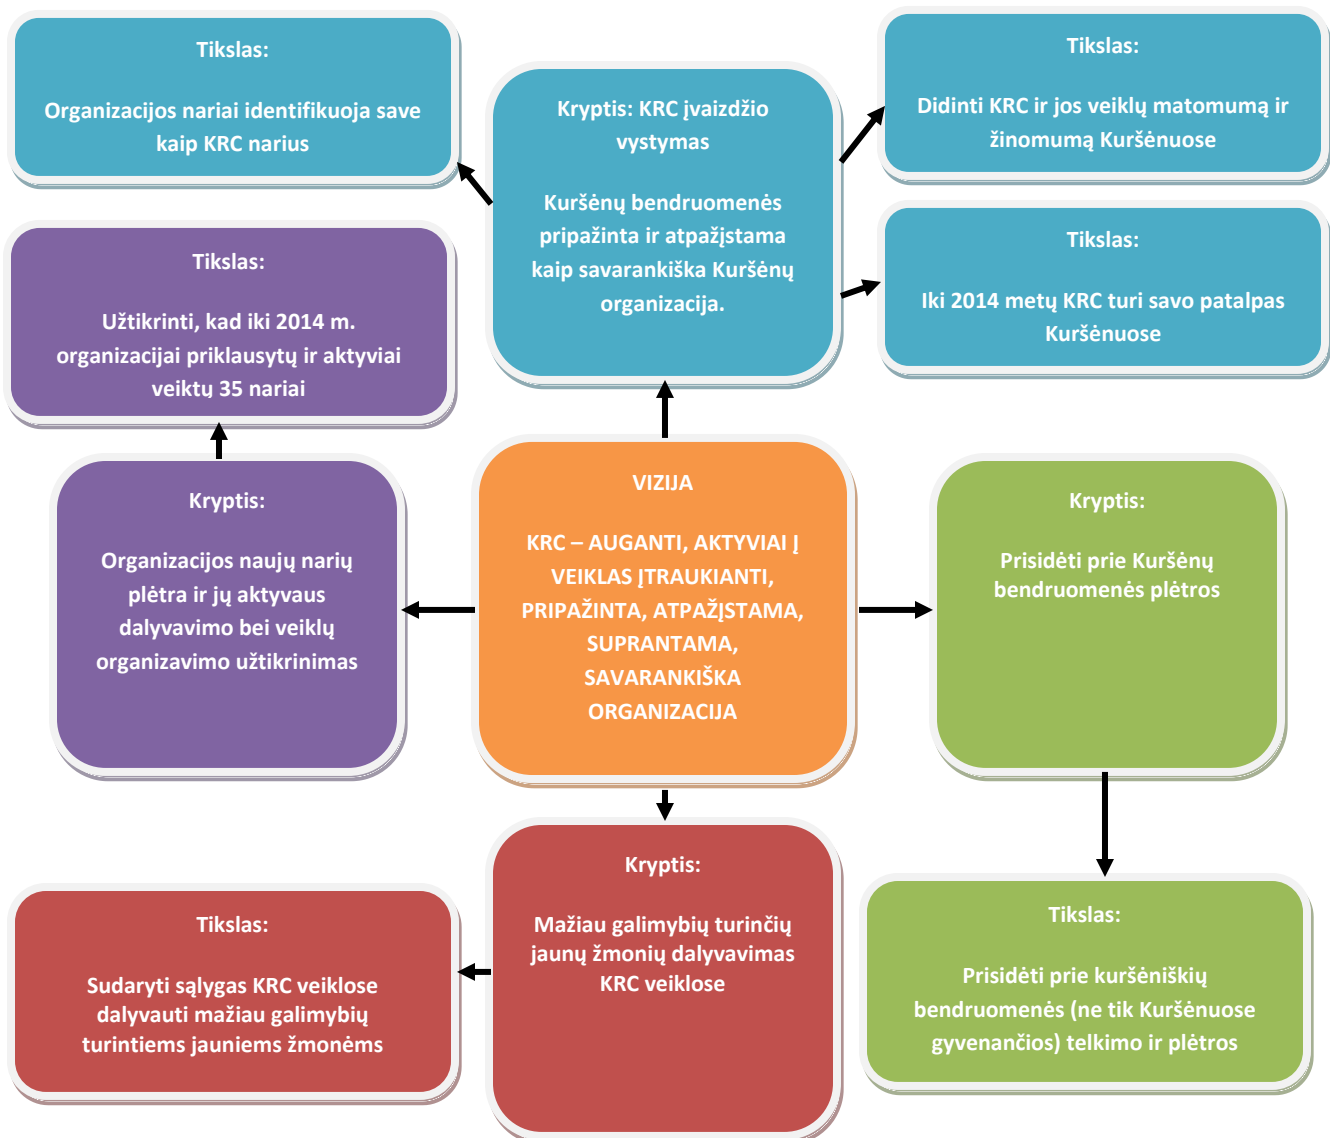 Tikslas:
Organizacijos nariai identifikuoja save
kaip KRC narius
Kryptis: KRC įvaizdžio
vystymas
Kuršėnų bendruomenės
pripažinta ir atpažįstama
kaip savarankiška Kuršėnų
organizacija.
Tikslas:
Didinti KRC ir jos veiklų matomumą ir
žinomumą Kuršėnuose
Tikslas:
Iki 2014 metų KRC turi savo patalpas
Kuršėnuose
Tikslas:
Užtikrinti, kad iki 2014 m.
organizacijai priklausytų ir aktyviai
veiktų 35 nariai
Kryptis:
Organizacijos naujų narių
plėtra ir jų aktyvaus
dalyvavimo bei veiklų
organizavimo užtikrinimas
VIZIJA
KRC – AUGANTI, AKTYVIAI Į
VEIKLAS ĮTRAUKIANTI,
PRIPAŽINTA, ATPAŽĮSTAMA,
SUPRANTAMA,
SAVARANKIŠKA
ORGANIZACIJA
Kryptis:
Prisidėti prie Kuršėnų
bendruomenės plėtros
Tikslas:
Sudaryti sąlygas KRC veiklose
dalyvauti mažiau galimybių
turintiems jauniems žmonėms
Kryptis:
Mažiau galimybių turinčių
jaunų žmonių dalyvavimas
KRC veiklose
Tikslas:
Prisidėti prie kuršėniškių
bendruomenės (ne tik Kuršėnuose
gyvenančios) telkimo ir plėtros